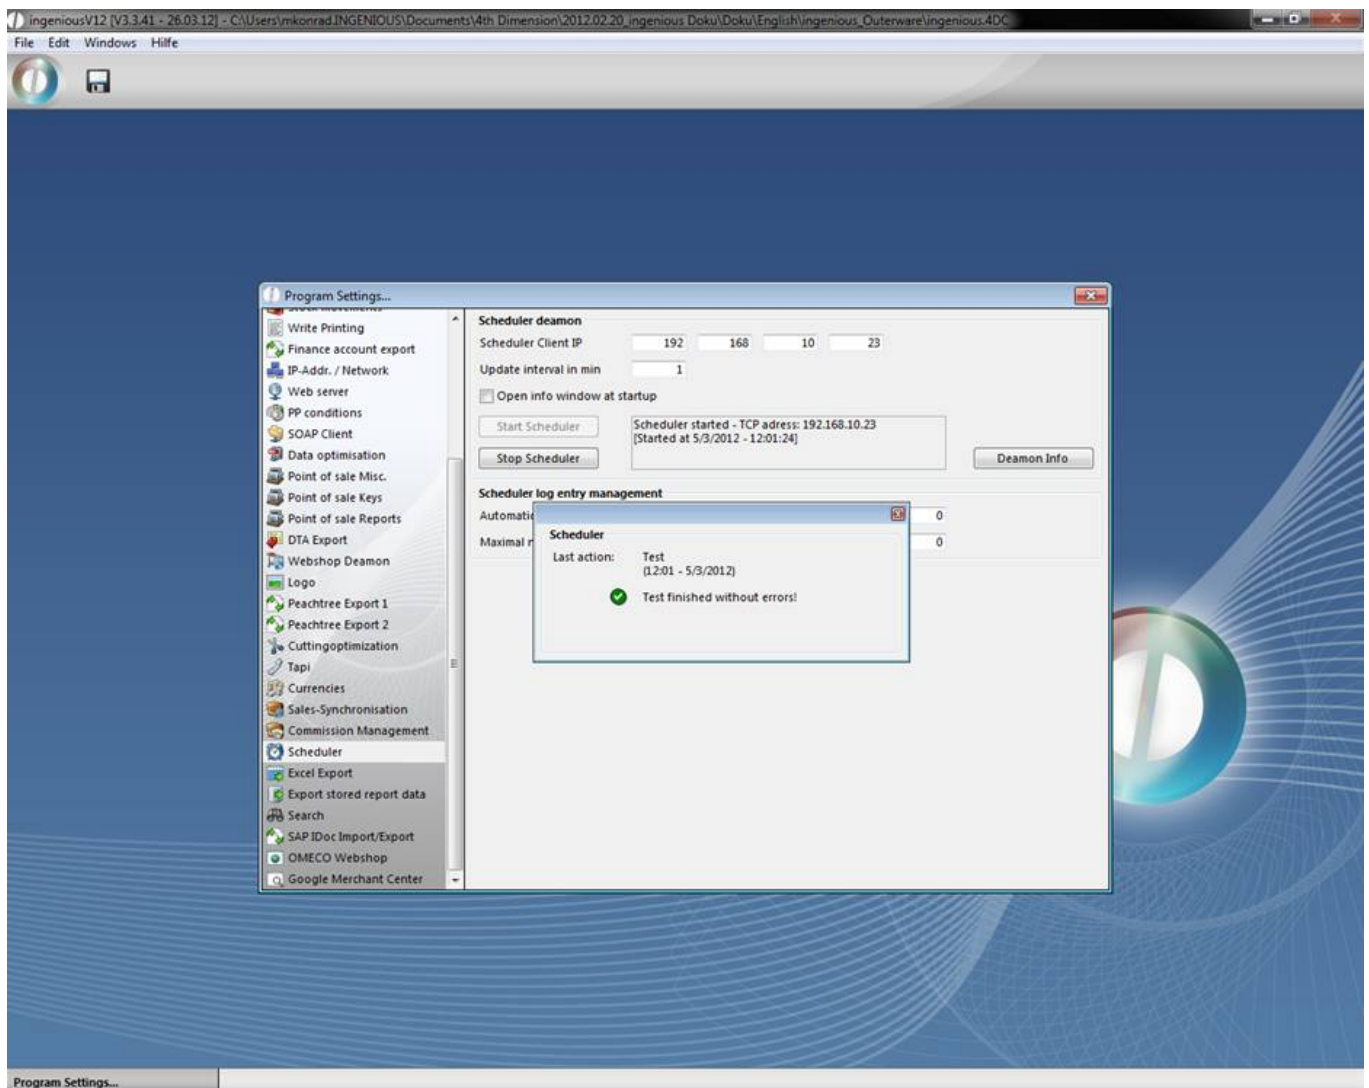 ingeniousV12 [V3.3.41 - 26.03.12] - C:\Users\mkonrad.INGENIOUS\Documents\4th Dimension\2012.02.20_ingenious Doku\Doku\English\ingenious_Outerware\ingenious.4DC
File Edit Windows Hilfe
Program Settings...
Stock movements
Write Printing
Finance account export
IP-Addr. / Network
Web server
PP conditions
SOAP Client
Data optimisation
Point of sale Misc.
Point of sale Keys
Point of sale Reports
DTA Export
Webshop Deamon
Logo
Peachtree Export 1
Peachtree Export 2
Cuttingoptimization
Tapi
Currencies
Sales-Synchronisation
Commission Management
Scheduler
Excel Export
Export stored report data
Search
SAP IDoc Import/Export
OMECO Webshop
Google Merchant Center
Scheduler deamon
Scheduler Client IP 192 168 10 23
Update interval in min 1
Open info window at startup
Start Scheduler
Scheduler started - TCP adress: 192.168.10.23
[Started at 5/3/2012 - 12:01:24]
Stop Scheduler
Deamon Info
Scheduler log entry management
Automatic 0
Maximal 0
Scheduler
Last action: Test
(12:01 - 5/3/2012)
Test finished without errors!
Program Settings...